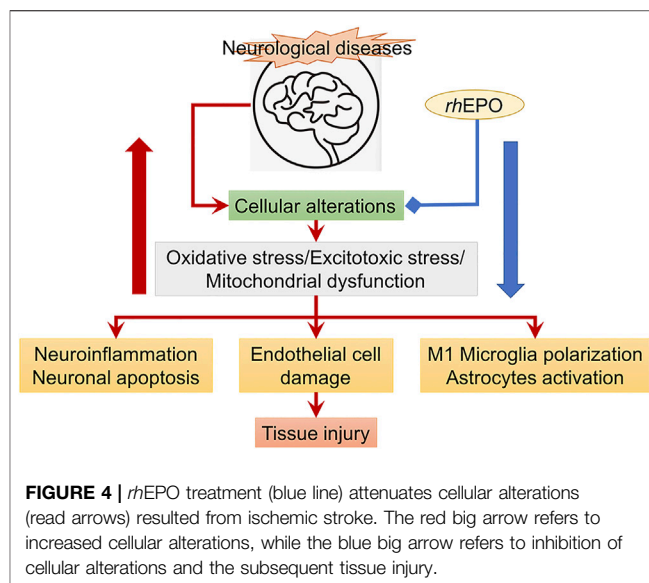 Neurological diseases
rhEPO
Cellular alterations
Oxidative stress/Excitotoxic stress/
Mitochondrial dysfunction
Neuroinflammation
Neuronal apoptosis
Endothelial cell
damage
M1 Microglia polarization
Astrocytes activation
Tissue injury
FIGURE 4 | rhEPO treatment (blue line) attenuates cellular alterations
(read arrows) resulted from ischemic stroke. The red big arrow refers to
increased cellular alterations, while the blue big arrow refers to inhibition of
cellular alterations and the subsequent tissue injury.